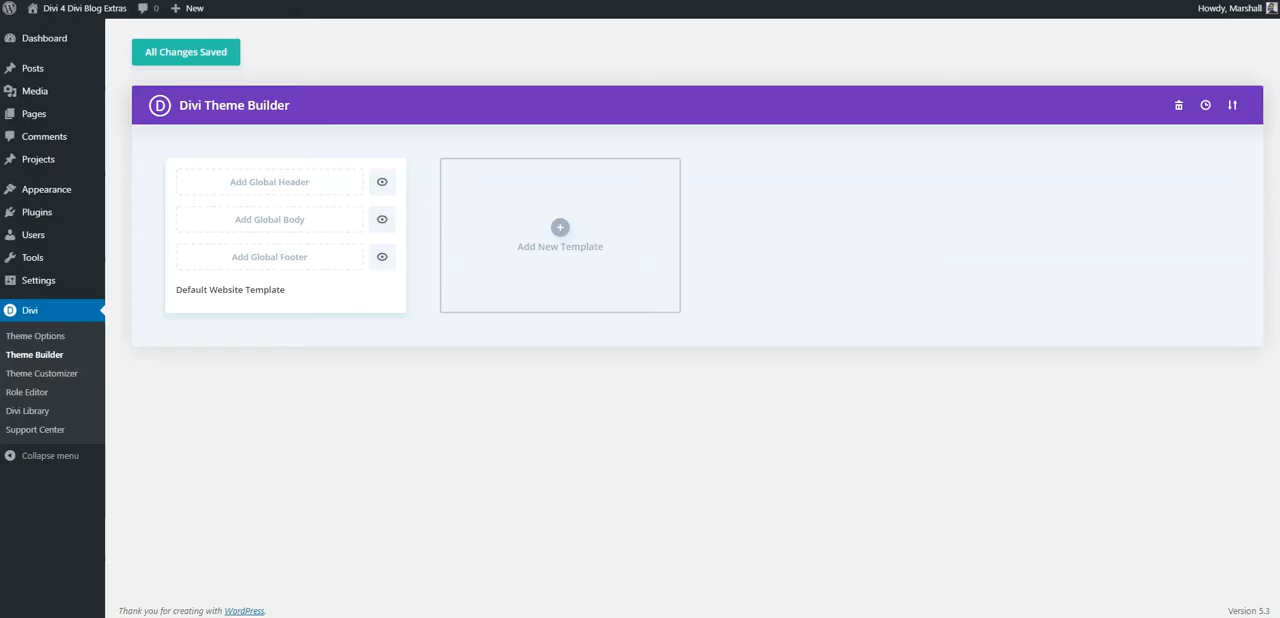 Divi 4 Divi Blog Extras 0 New Howdy, Marshall
Dashboard
Posts
Media
Pages
Comments
Projects
Appearance
Plugins
Users
Tools
Settings
Divi
Theme Options
Theme Builder
Theme Customizer
Role Editor
Divi Library
Support Center
Collapse menu
All Changes Saved
D Divi Theme Builder
Add Global Header
Add Global Body
Add Global Footer
Default Website Template
Add New Template
Thank you for creating with WordPress.
Version 5.3